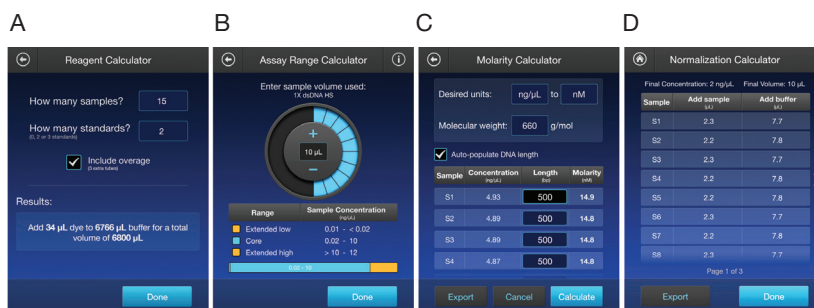 A
B
C
D
Reagent Calculator
How many samples?
15
How many standards?
2
(0, 2, or 3 standards)
Include overage
(3 extra tubes)
Results:
Add 34 µL dye to 6766 µL buffer for a total
volume of 6800 µL
Done
Assay Range Calculator
Enter sample volume used:
1X dsDNA HS
+
10 µL
−
Range Sample Concentration
(ng/µL)
Extended low 0.01 - < 0.02
Core 0.02 - 10
Extended high > 10 - 12
0.02 - 10
Done
Molarity Calculator
Desired units: ng/µL to nM
Molecular weight: 660 g/mol
Auto-populate DNA length
Sample Concentration Length Molarity
(ng/µL) (bp) (nM)
S1 4.93 500 14.9
S2 4.89 500 14.8
S3 4.89 500 14.8
S4 4.87 500 14.8
Export Cancel Calculate
Normalization Calculator
Final Concentration: 2 ng/µL Final Volume: 10 µL
Sample Add sample Add buffer
(µL) (µL)
S1 2.3 7.7
S2 2.2 7.8
S3 2.3 7.7
S4 2.2 7.8
S5 2.2 7.8
S6 2.3 7.7
S7 2.2 7.8
S8 2.3 7.7
Page 1 of 3
Export Done